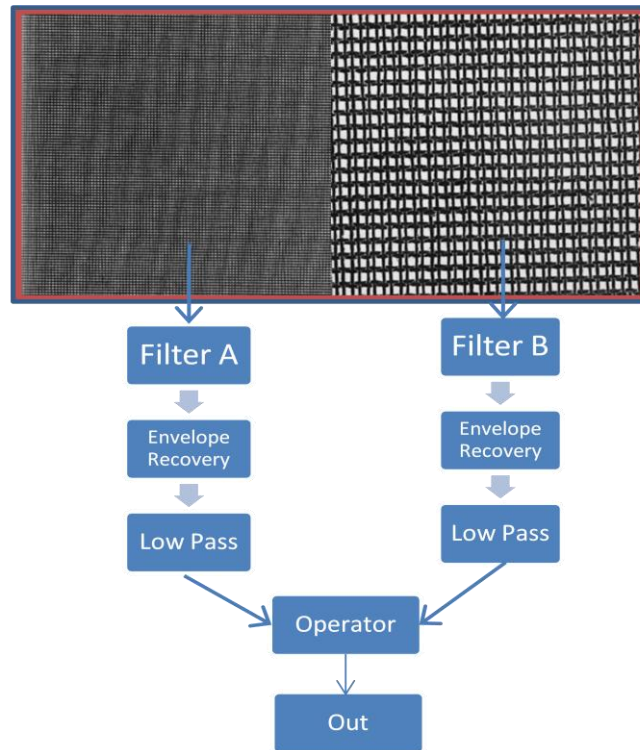 Filter A
Filter B
Envelope
Recovery
Envelope
Recovery
Low Pass
Low Pass
Operator
Out